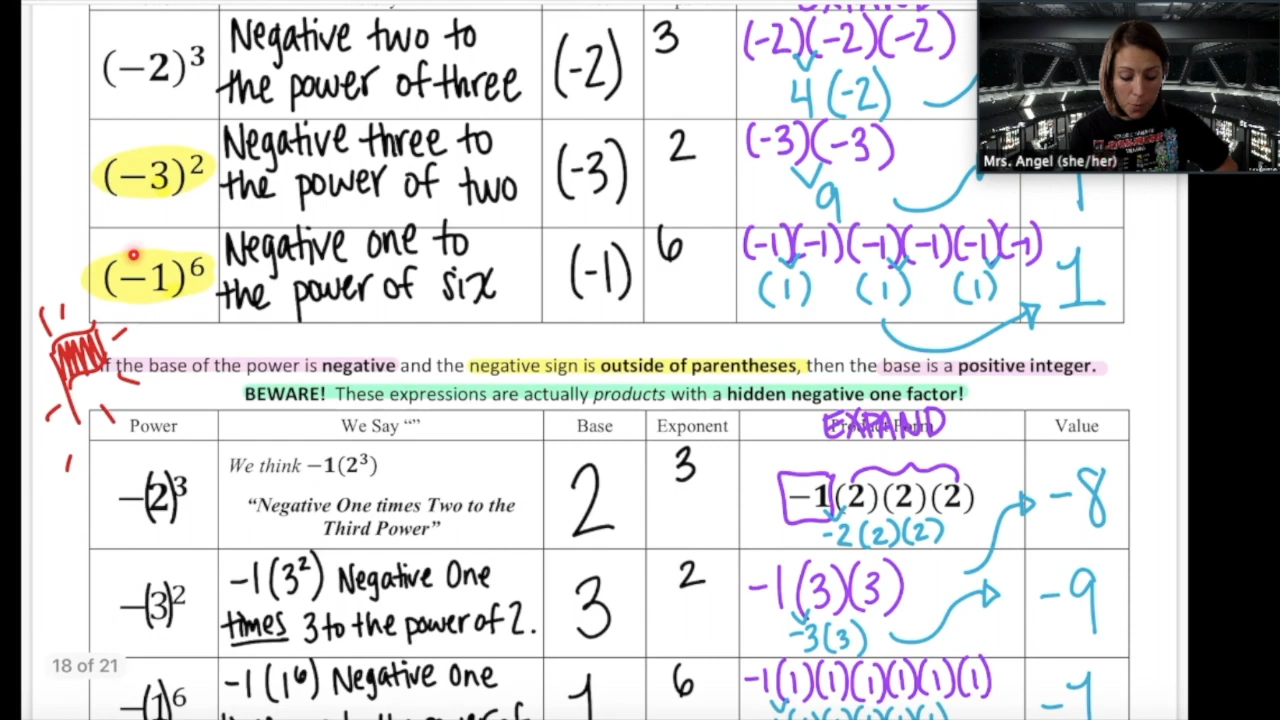 EXPAND
(−2)³ Negative two to the power of three (-2) 3 (-2)(-2)(-2)
4(-2)
Mrs. Angel (she/her)
(−3)² Negative three to the power of two (-3) 2 (-3)(-3)
9
(−1)⁶ Negative one to the power of six (-1) 6 (-1)(-1)(-1)(-1)(-1)(-1) 1
(1) (1) (1)
If the base of the power is negative and the negative sign is outside of parentheses, then the base is a positive integer.
BEWARE! These expressions are actually products with a hidden negative one factor!
Power We Say “” Base Exponent EXPAND Value
−(2)³ We think −1(2³) 2 3 −1(2)(2)(2) -8
“Negative One times Two to the
Third Power”
-2(2)(2)
−(3)² -1(3²) Negative One 3 2 -1(3)(3) -9
times 3 to the power of 2. -3(3)
18 of 21
−(1)⁶ -1(1⁶) Negative One 1 6 -1(1)(1)(1)(1)(1)(1) -1